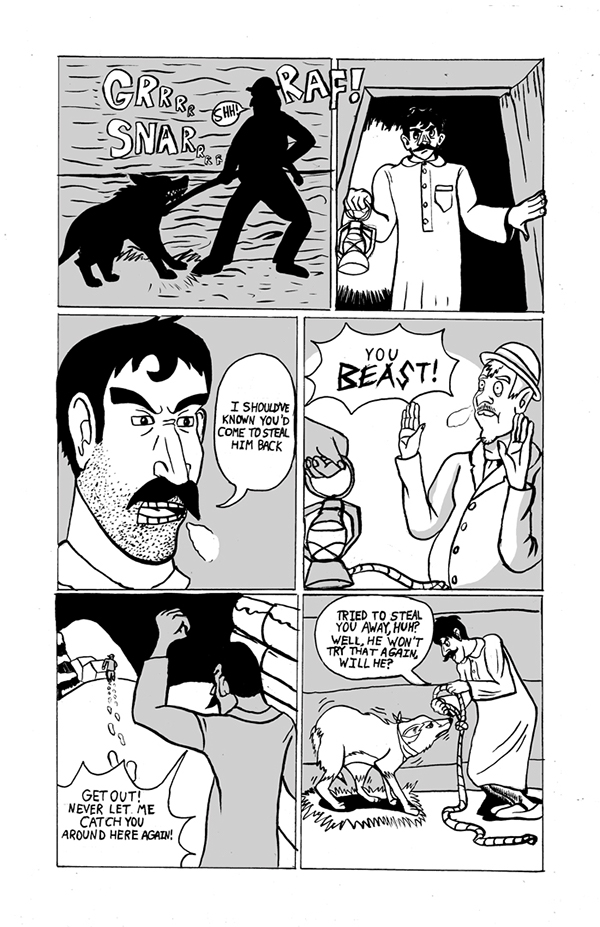 GRRRR
SNARRRF
SHH!
RAF!
I SHOULD'VE
KNOWN YOU'D
COME TO STEAL
HIM BACK
YOU
BEAST!
GET OUT!
NEVER LET ME
CATCH YOU
AROUND HERE AGAIN!
TRIED TO STEAL
YOU AWAY, HUH?
WELL, HE WON'T
TRY THAT AGAIN,
WILL HE?